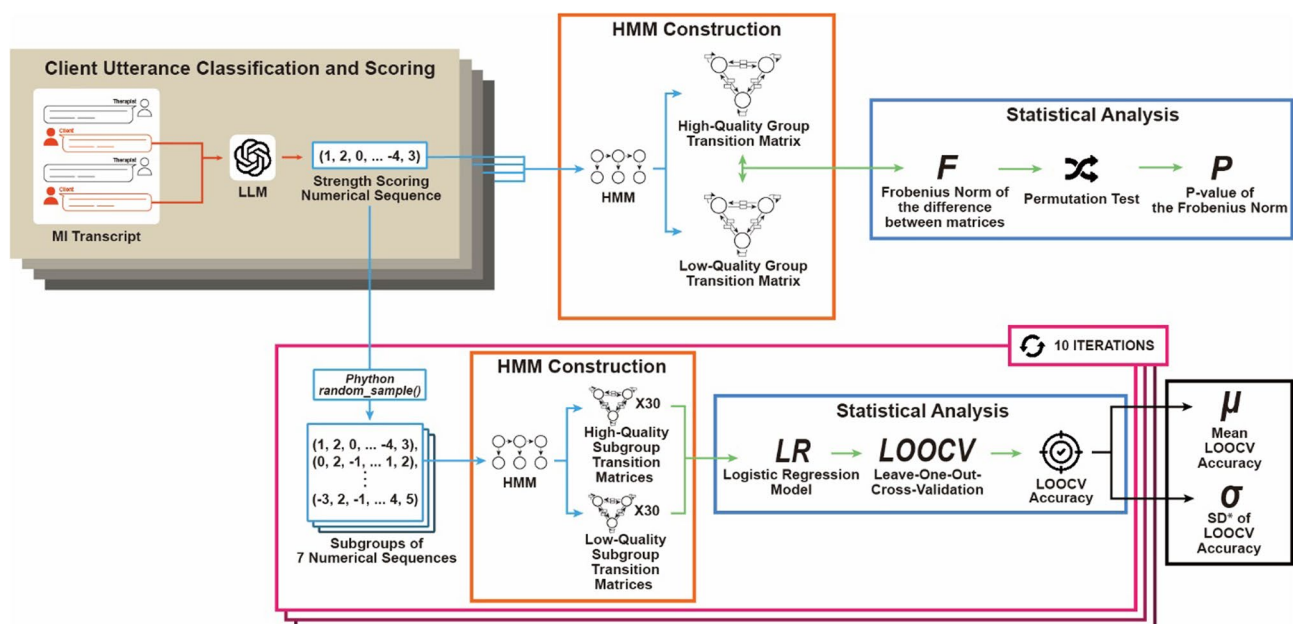 Client Utterance Classification and Scoring
Therapist
Client
Therapist
Client
MI Transcript
LLM
(1, 2, 0, ... -4, 3)
Strength Scoring
Numerical Sequence
HMM Construction
HMM
High-Quality Group
Transition Matrix
Low-Quality Group
Transition Matrix
Statistical Analysis
F
Frobenius Norm of
the difference
between matrices
Permutation Test
P
P-value of
the Frobenius Norm
10 ITERATIONS
Phython
random_sample()
(1, 2, 0, ... -4, 3),
(0, 2, -1, ... 1, 2),
⋮
(-3, 2, -1, ... 4, 5)
Subgroups of
7 Numerical Sequences
HMM Construction
HMM
X30
High-Quality
Subgroup
Transition
Matrices
X30
Low-Quality
Subgroup
Transition
Matrices
Statistical Analysis
LR
Logistic Regression
Model
LOOCV
Leave-One-Out-
Cross-Validation
LOOCV
Accuracy
μ
Mean
LOOCV
Accuracy
σ
SD* of
LOOCV
Accuracy